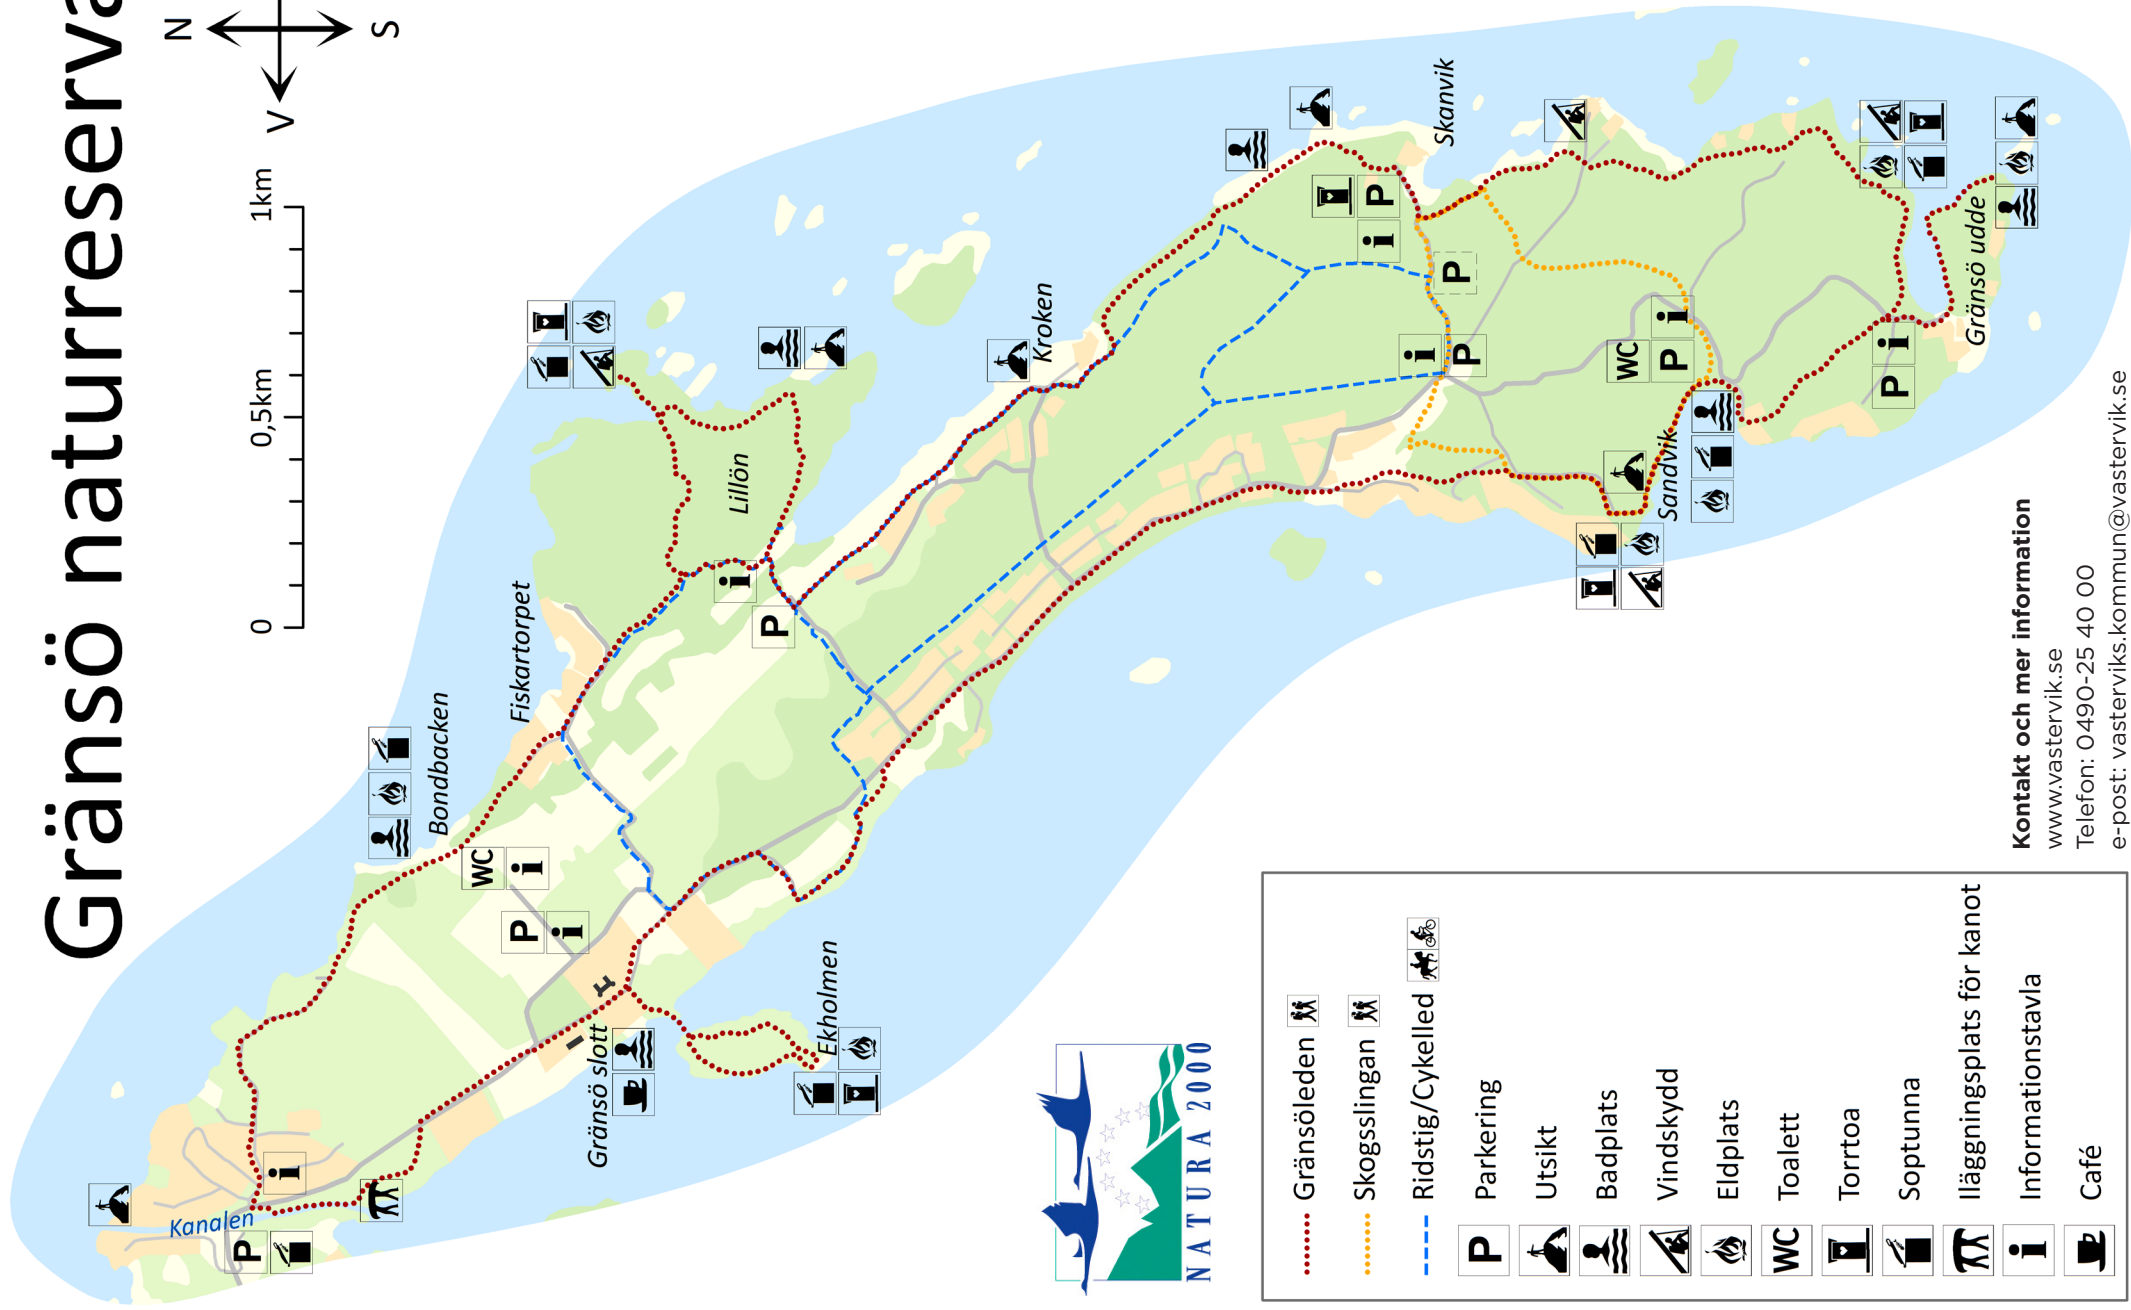 Gränsö naturreserva
N
S
V
0
0,5km
1km
Kanalen
Bondbacken
Fiskartorpet
Lillön
Kroken
Skanvik
Gränsö slott
Ekholmen
Sandvik
Gränsö udde
P
i
WC
i
P
i
i
P
P
i
P
i
P
WC
P
i
P
i
NATURA 2000
Gränsöleden
Skogsslingan
Ridstig/Cykelled
P Parkering
Utsikt
Badplats
Vindskydd
Eldplats
WC Toalett
Torrtoa
Soptunna
Iläggningsplats för kanot
i Informationstavla
Café
Kontakt och mer information
www.vastervik.se
Telefon: 0490-25 40 00
e-post: vasterviks.kommun@vastervik.se